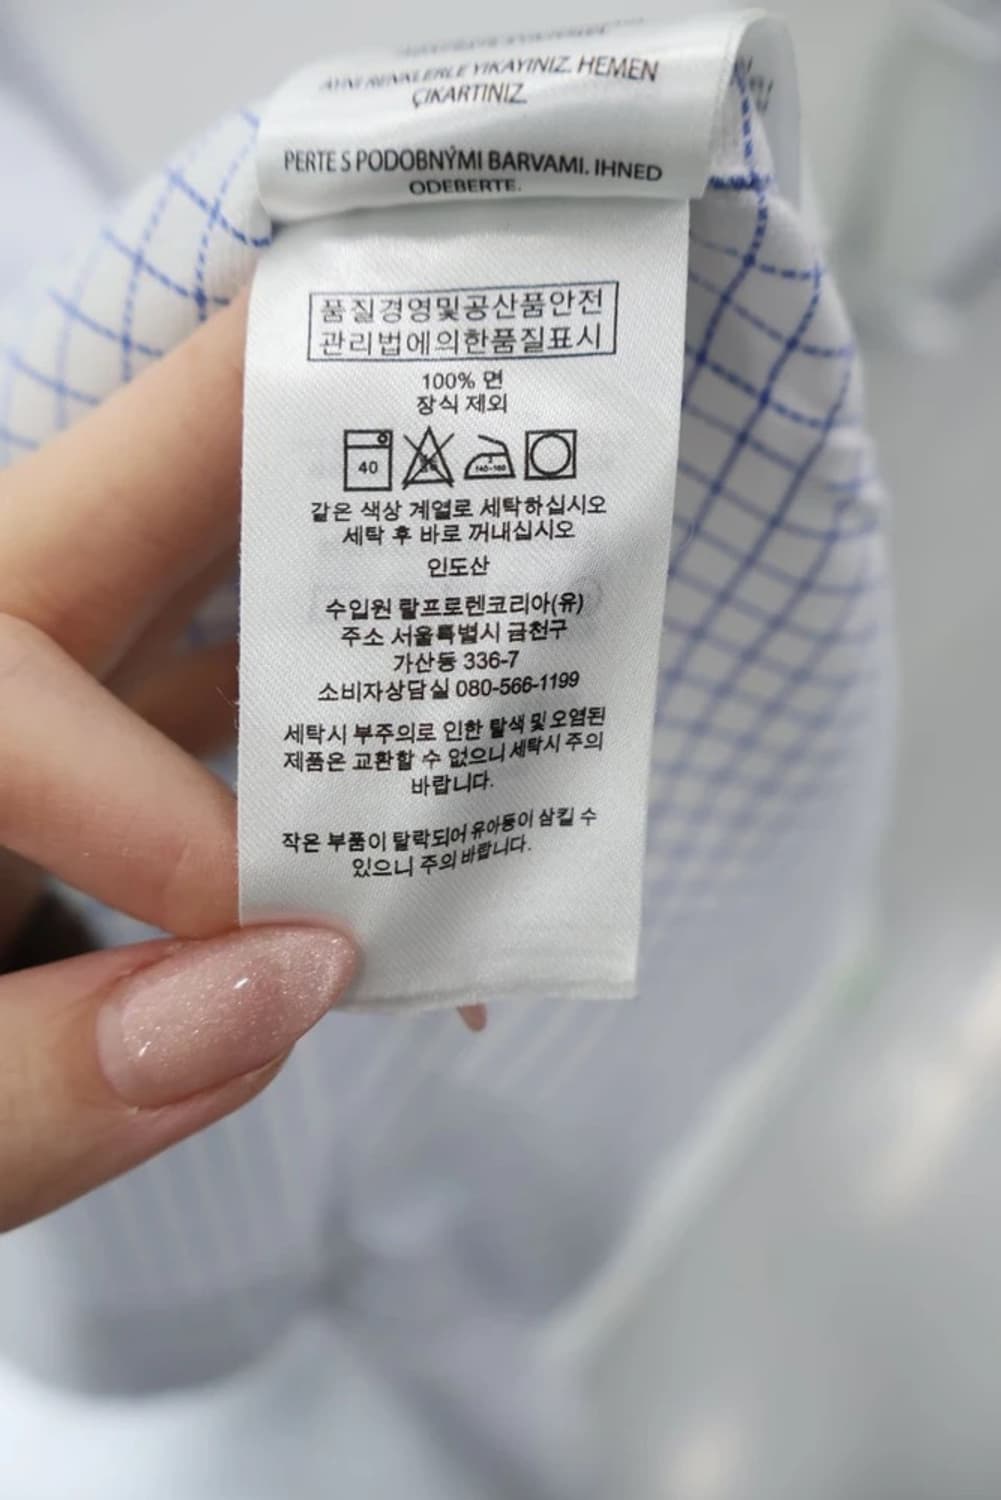 AYNI RENKLERLE YIKAYINIZ. HEMEN
ÇIKARTINIZ.
PERTE S PODOBNÝMI BARVAMI. IHNED
ODEBERTE.
품질경영및공산품안전
관리법에의한품질표시
100% 면
장식 제외
40
140~160
같은 색상 계열로 세탁하십시오
세탁 후 바로 꺼내십시오
인도산
수입원 랄프로렌코리아(유)
주소 서울특별시 금천구
가산동 336-7
소비자상담실 080-566-1199
세탁시 부주의로 인한 탈색 및 오염된
제품은 교환할 수 없으니 세탁시 주의
바랍니다.
작은 부품이 탈락되어 유아동이 삼킬 수
있으니 주의 바랍니다.